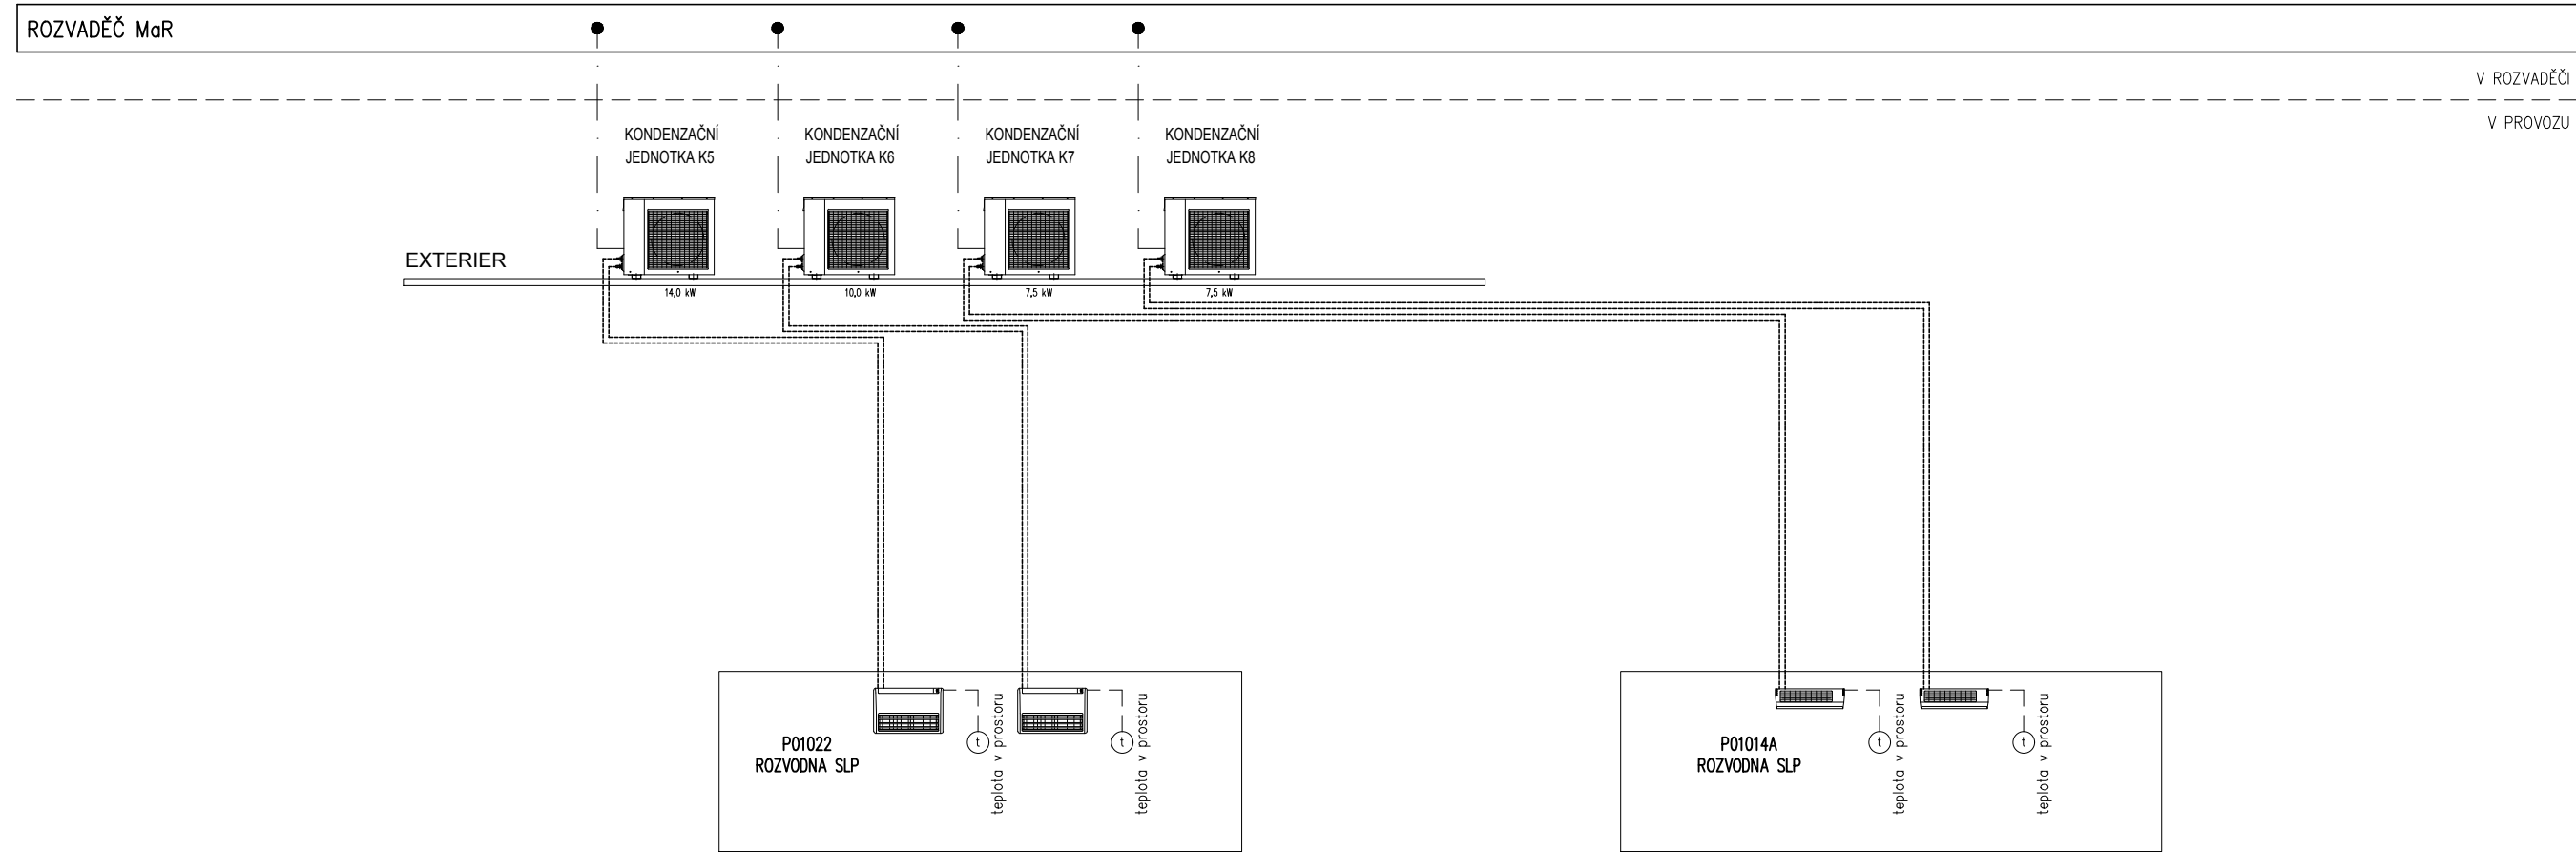 ROZVADĚČ MaR
V ROZVADĚČI
V PROVOZU
KONDENZAČNÍ
JEDNOTKA K5
KONDENZAČNÍ
JEDNOTKA K6
KONDENZAČNÍ
JEDNOTKA K7
KONDENZAČNÍ
JEDNOTKA K8
EXTERIER
14,0 kW
10,0 kW
7,5 kW
7,5 kW
P01022
ROZVODNA SLP
t
teplota v prostoru
t
teplota v prostoru
P01014A
ROZVODNA SLP
t
teplota v prostoru
t
teplota v prostoru